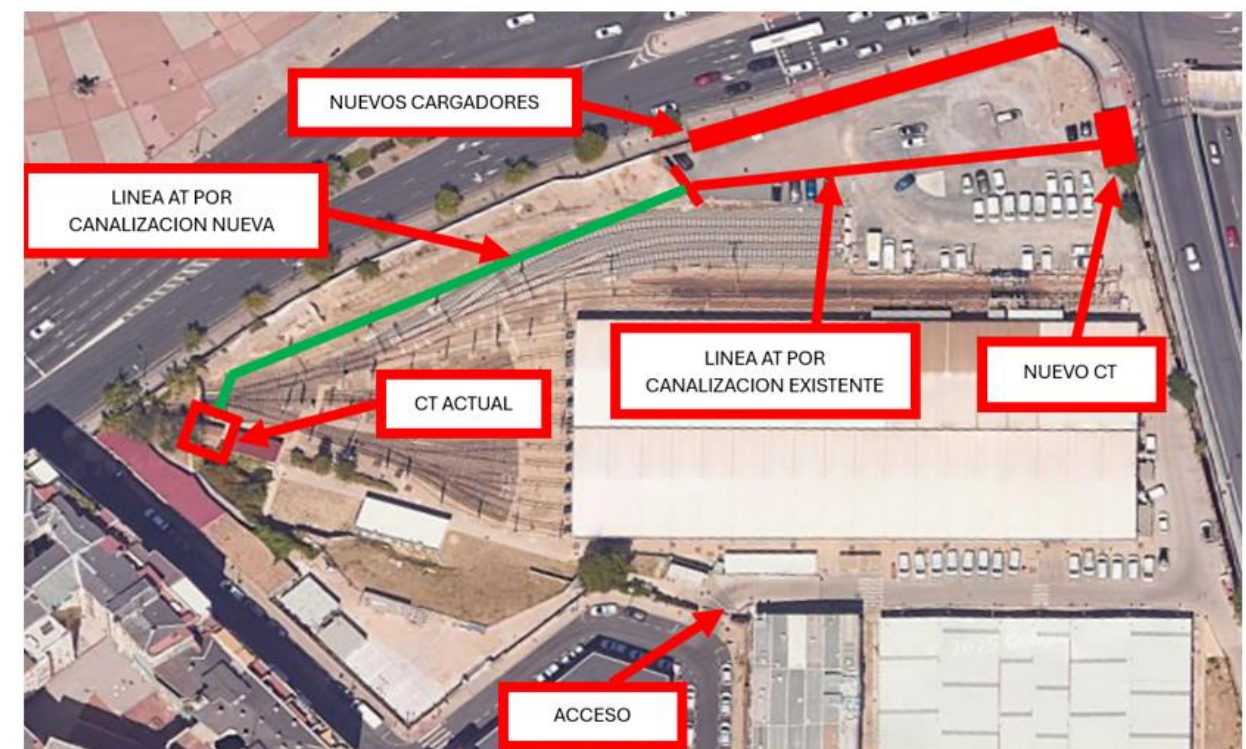 NUEVOS CARGADORES
LINEA AT POR
CANALIZACION NUEVA
LINEA AT POR
CANALIZACION EXISTENTE
NUEVO CT
CT ACTUAL
ACCESO